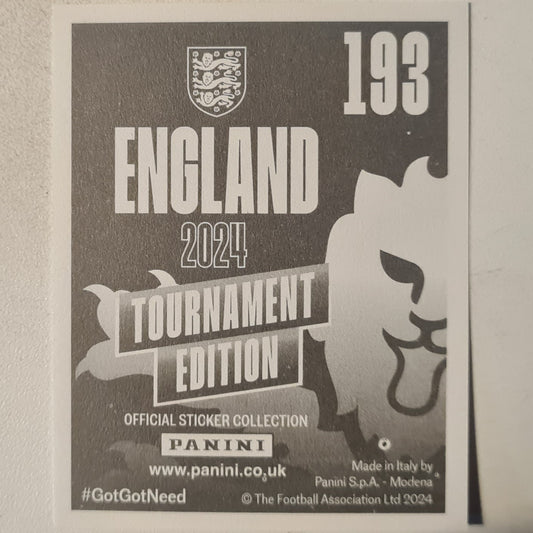 193
ENGLAND
2024
TOURNAMENT
EDITION
OFFICIAL STICKER COLLECTION
PANINI
www.panini.co.uk
Made in Italy by
Panini S.p.A. - Modena
#GotGotNeed
© The Football Association Ltd 2024